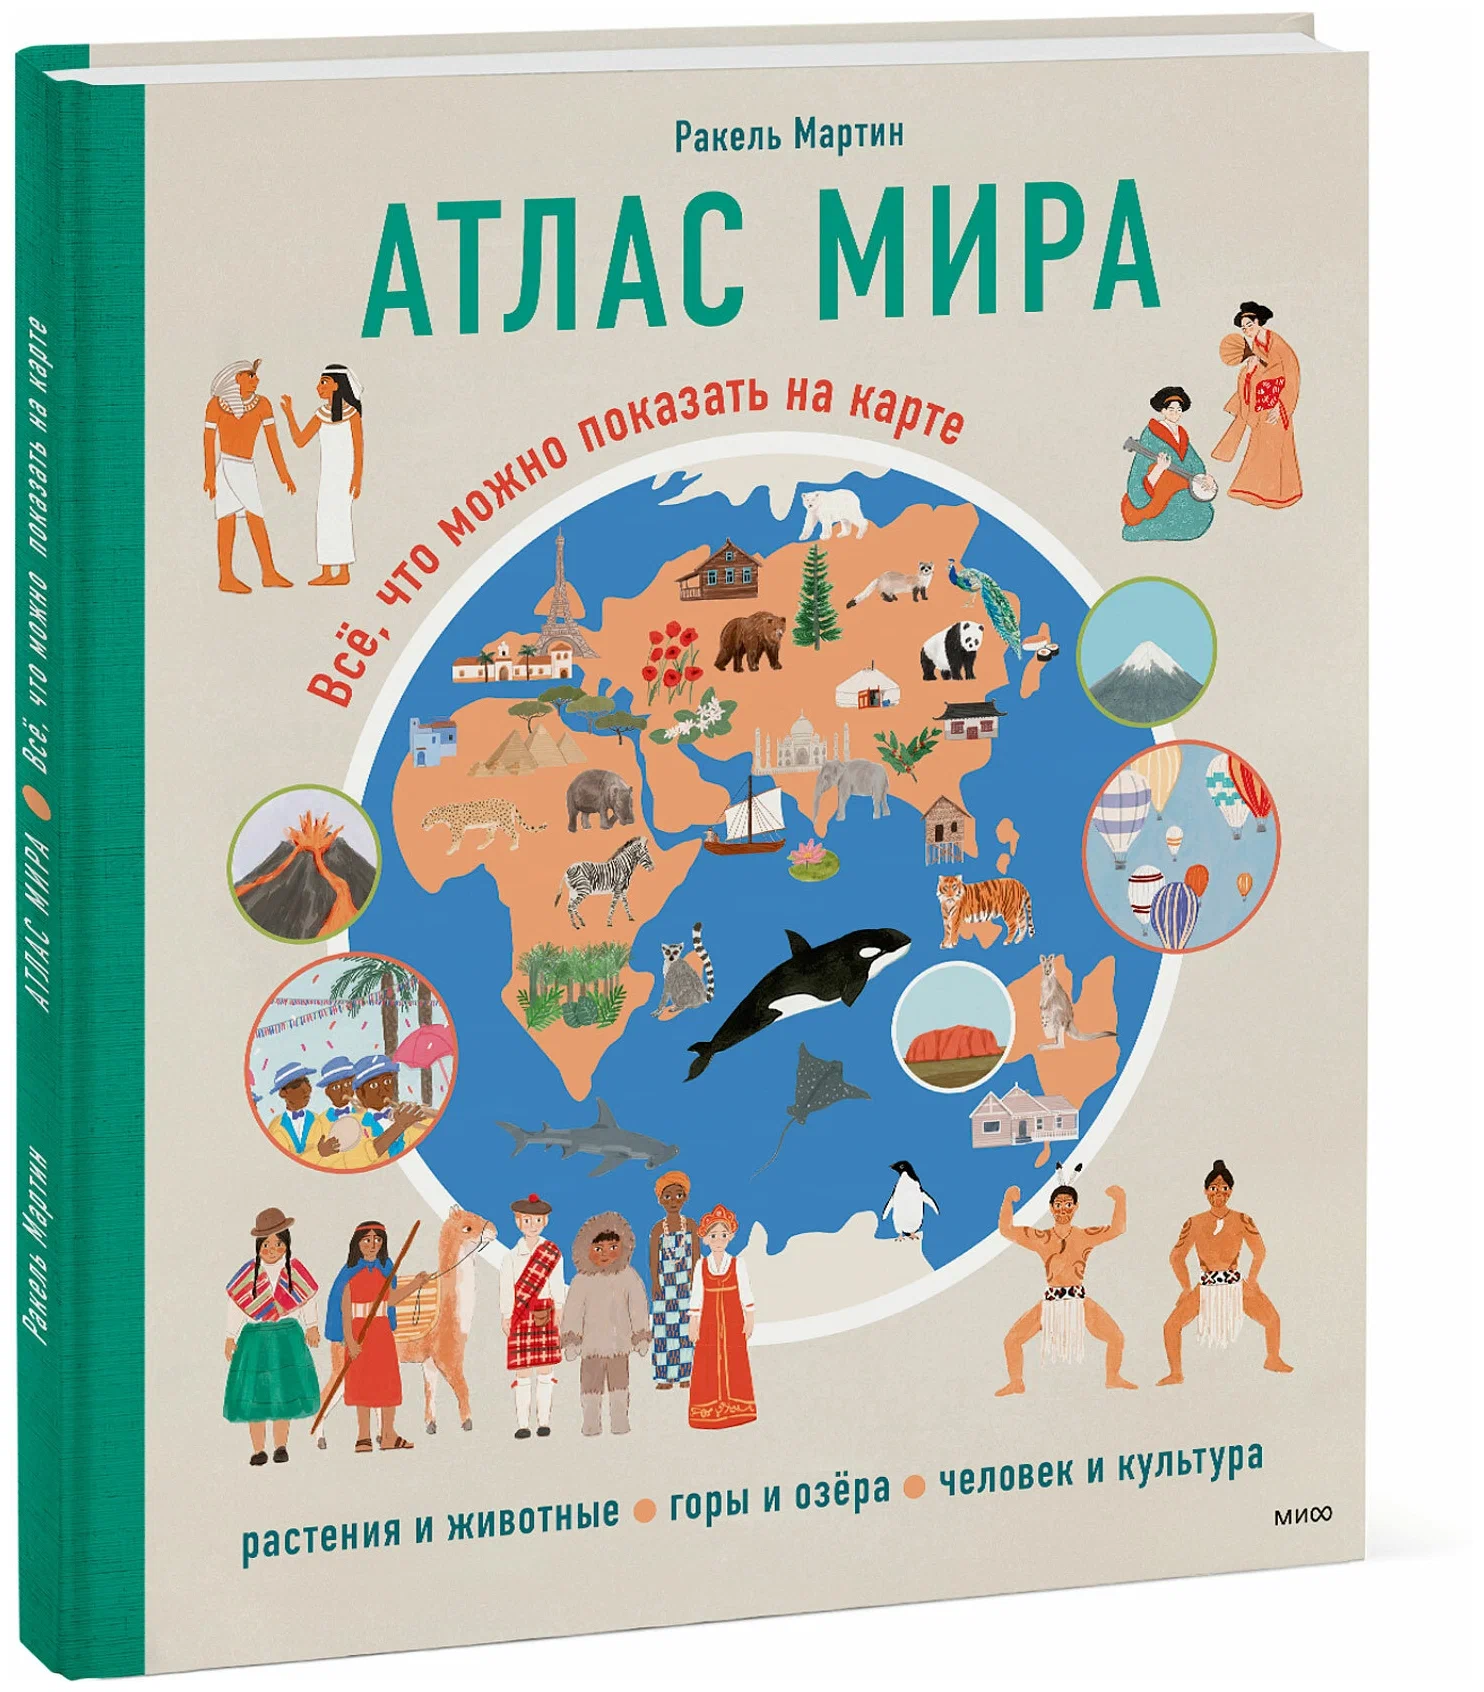 Ракель Мартин
АТЛАС МИРА
Всё, что можно показать на карте
растения и животные • горы и озёра • человек и культура
МИФ
Ракель Мартин АТЛАС МИРА • Всё, что можно показать на карте